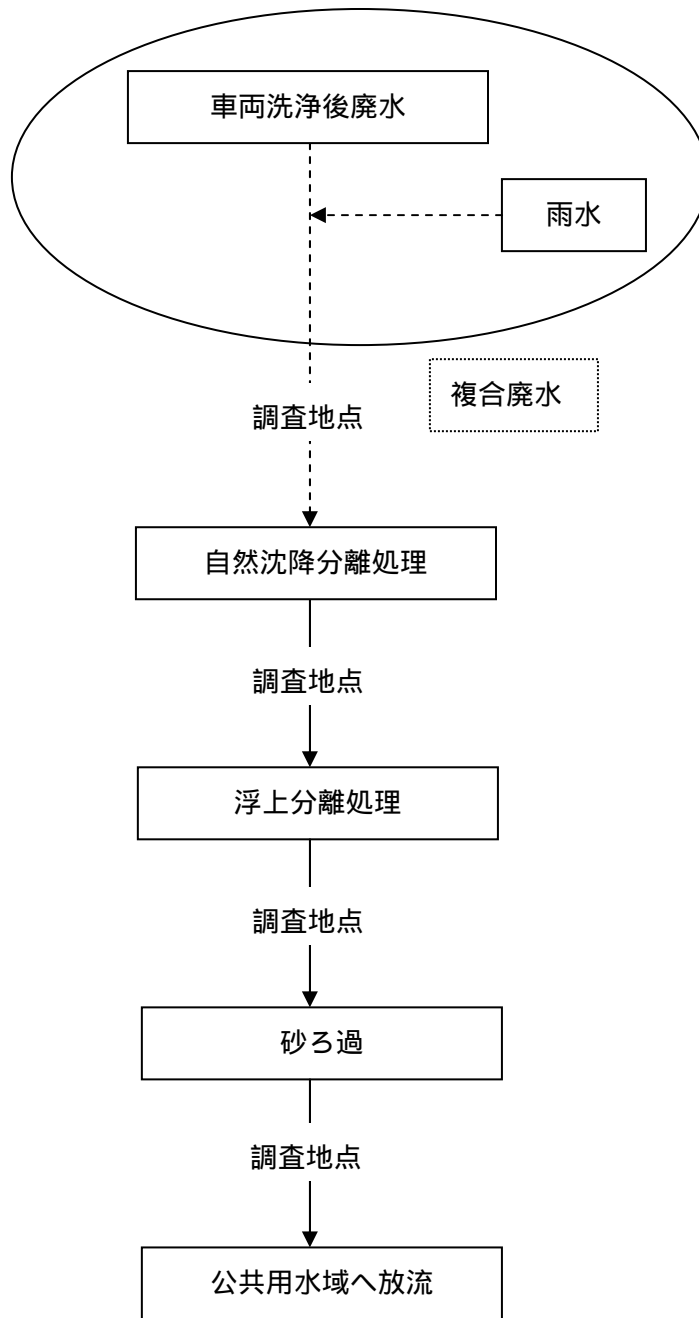 車両洗浄後廃水
雨水
複合廃水
調査地点
自然沈降分離処理
調査地点
浮上分離処理
調査地点
砂ろ過
調査地点
公共用水域へ放流